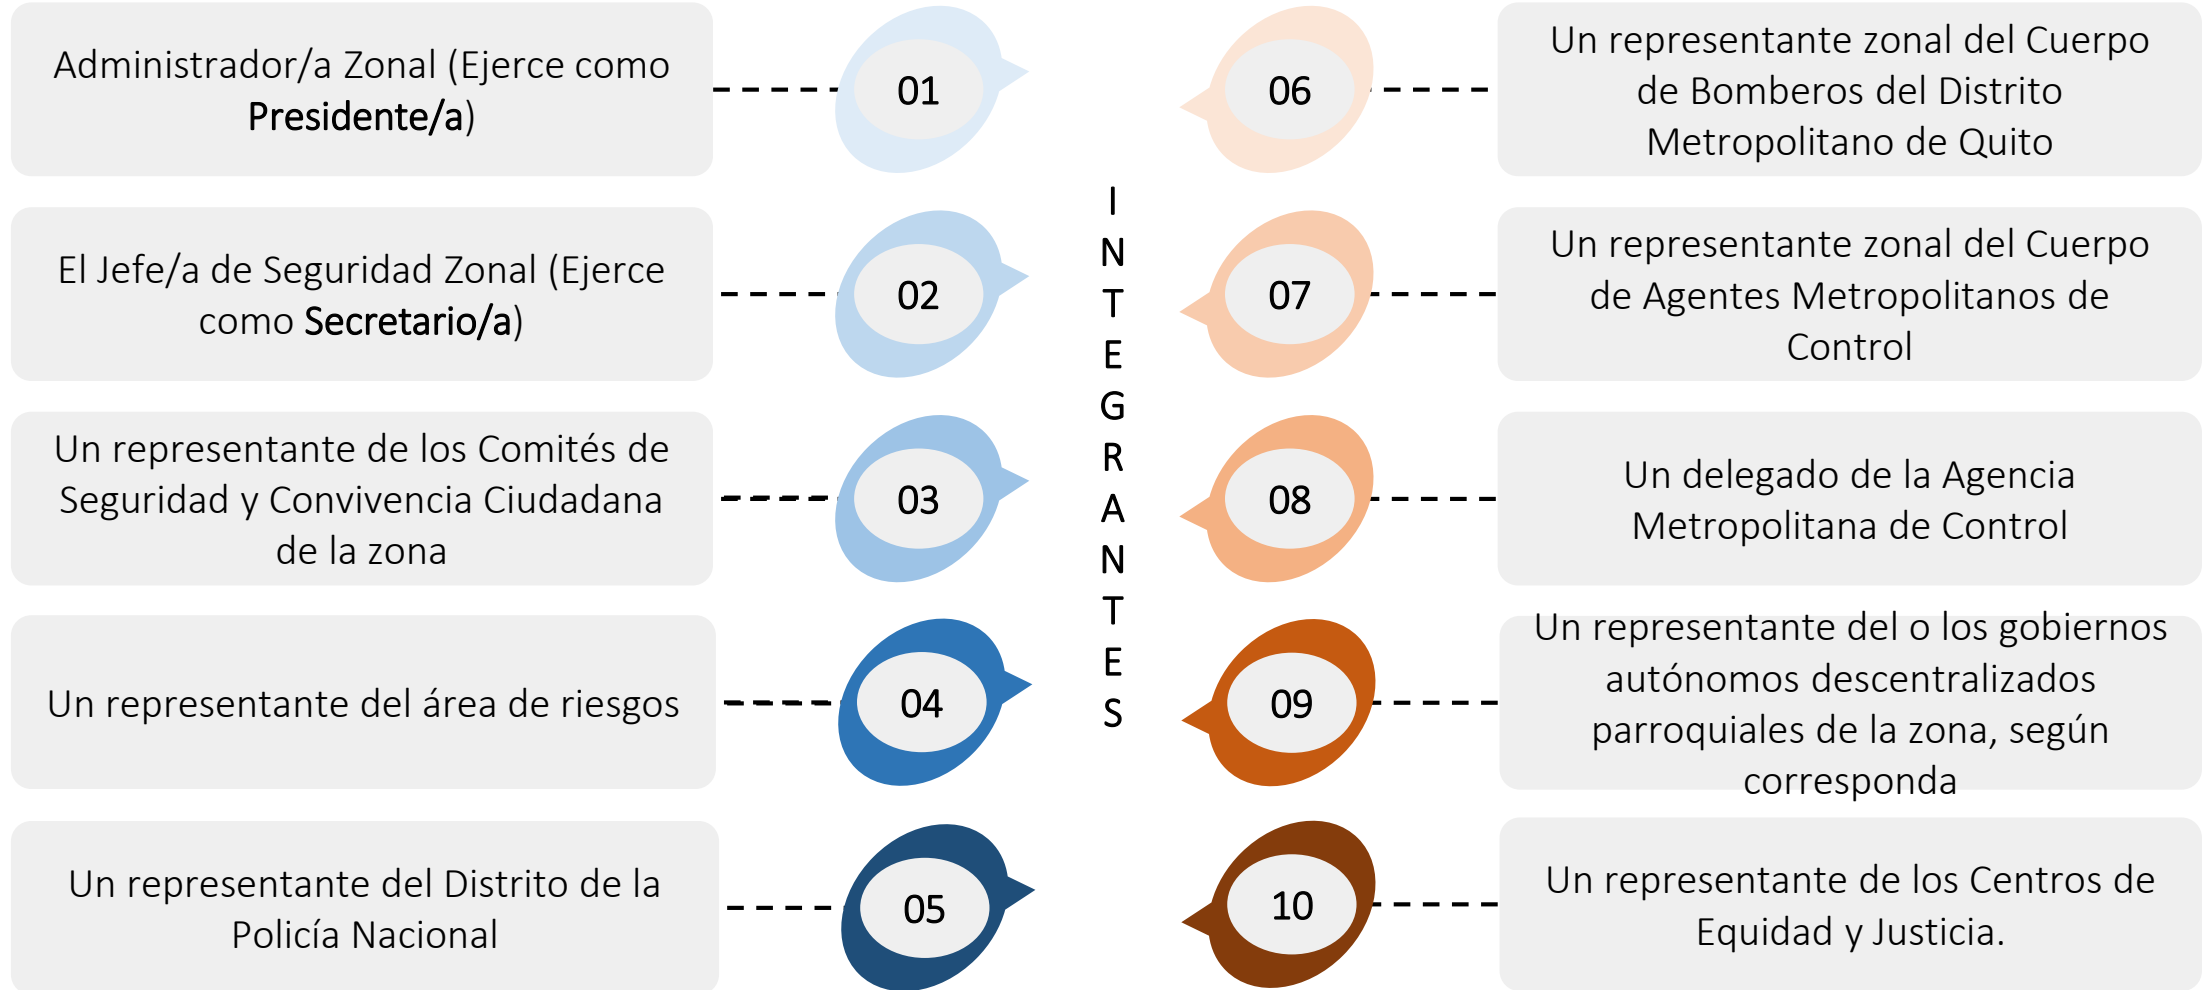 Administrador/a Zonal (Ejerce como
Presidente/a)
01
El Jefe/a de Seguridad Zonal (Ejerce
como Secretario/a)
02
Un representante de los Comités de
Seguridad y Convivencia Ciudadana
de la zona
03
Un representante del área de riesgos
04
Un representante del Distrito de la
Policía Nacional
05
INTEGRANTES
06
Un representante zonal del Cuerpo
de Bomberos del Distrito
Metropolitano de Quito
07
Un representante zonal del Cuerpo
de Agentes Metropolitanos de
Control
08
Un delegado de la Agencia
Metropolitana de Control
09
Un representante del o los gobiernos
autónomos descentralizados
parroquiales de la zona, según
corresponda
10
Un representante de los Centros de
Equidad y Justicia.